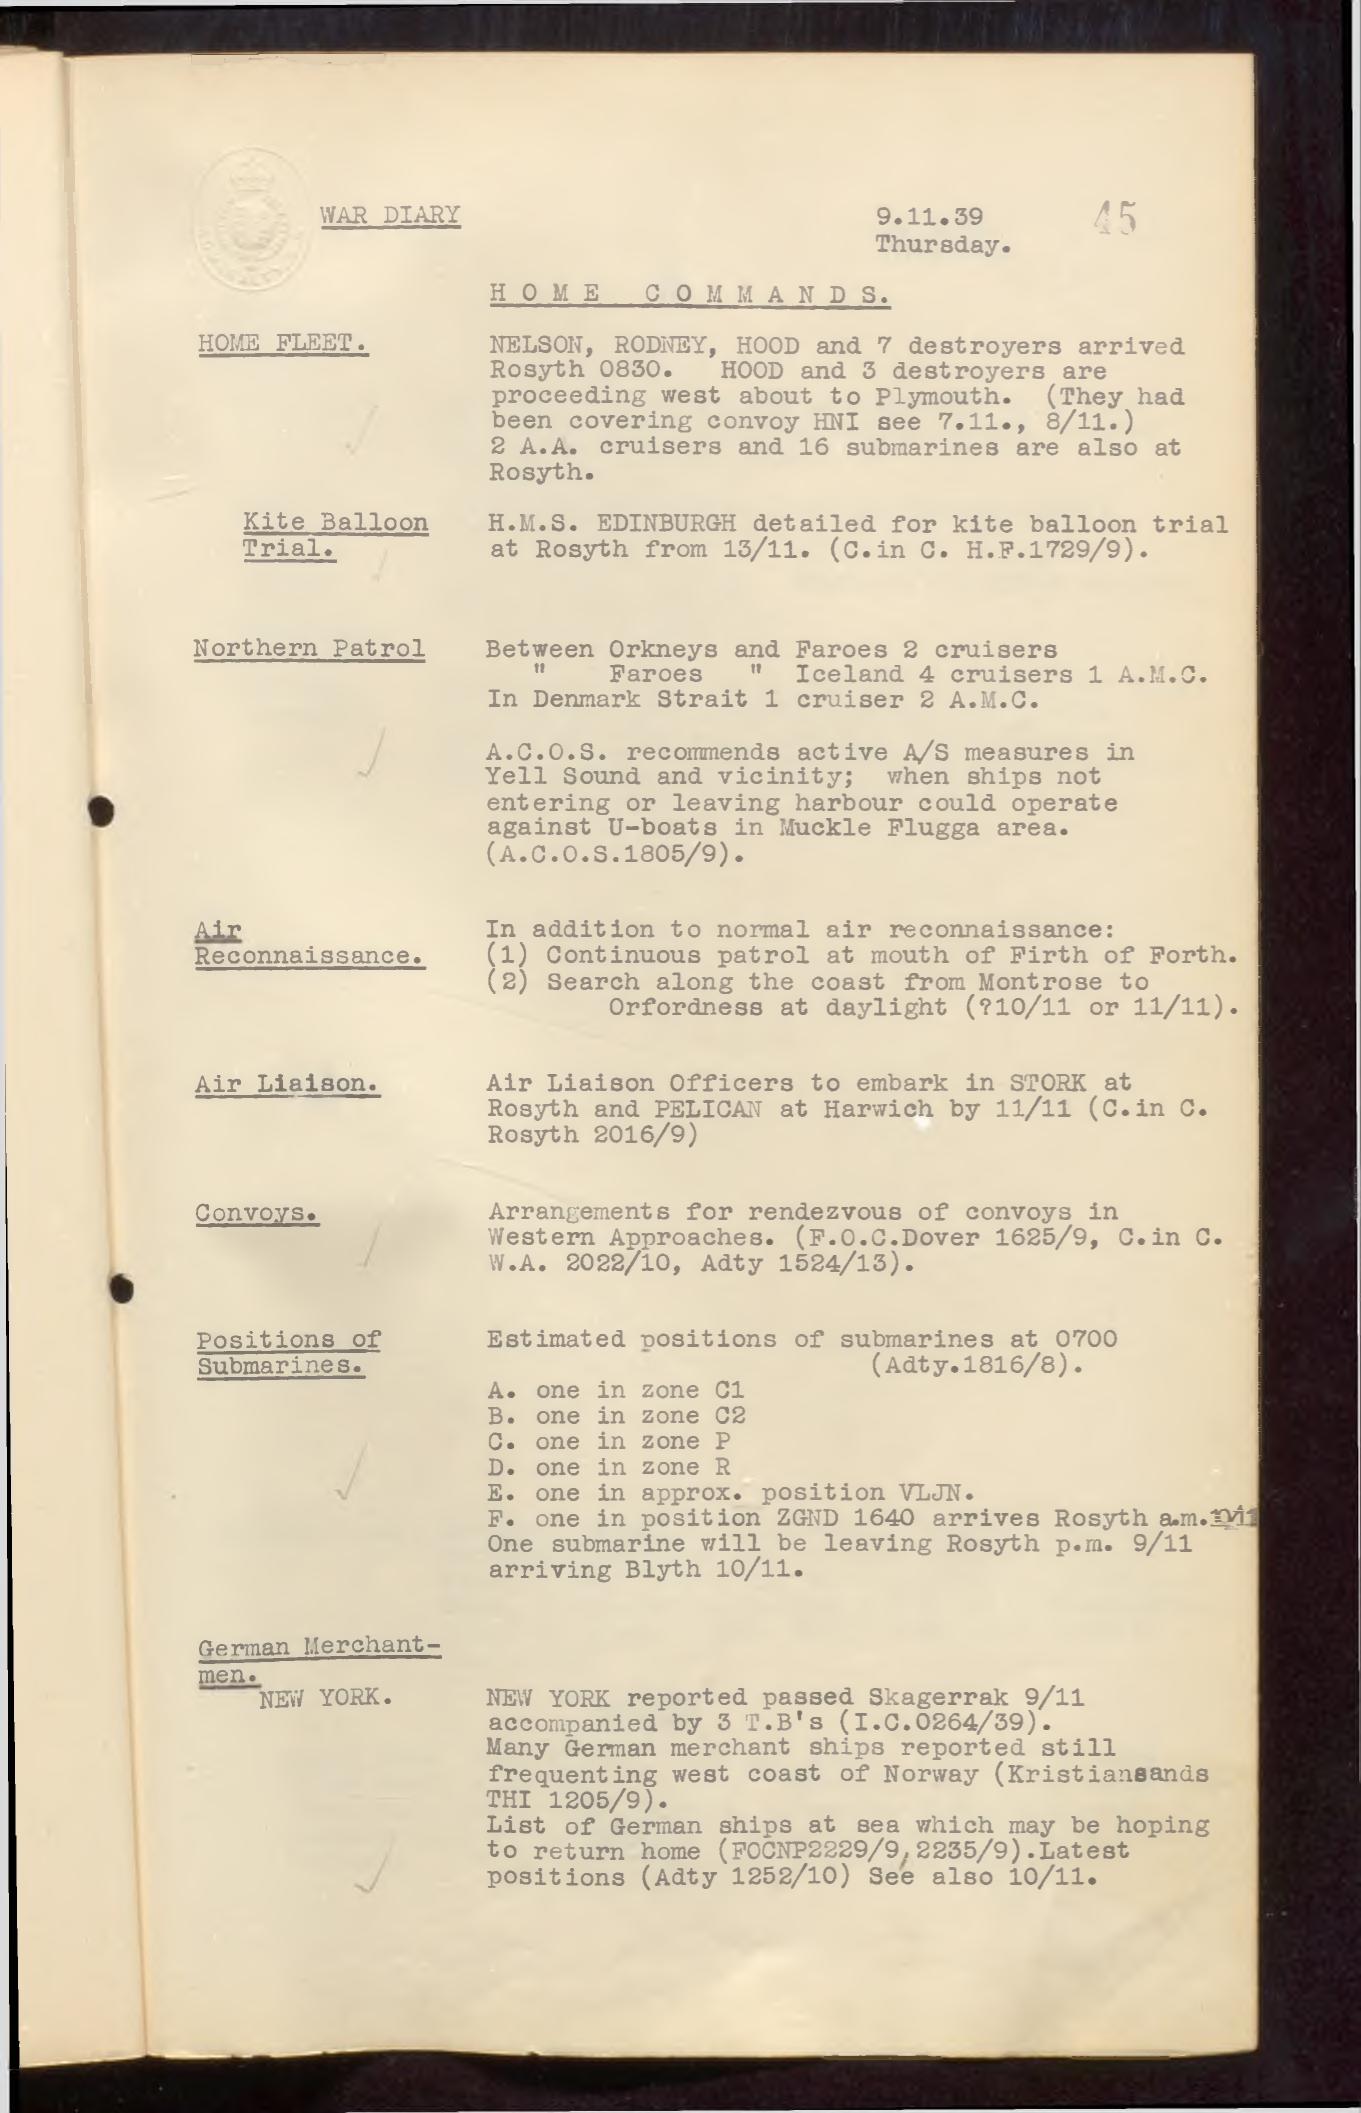 WAR DIARY
9.11.39 45
Thursday.
HOME COMMANDS.
HOME FLEET.
NELSON, RODNEY, HOOD and 7 destroyers arrived
Rosyth 0830. HOOD and 3 destroyers are
proceeding west about to Plymouth. (They had
been covering convoy HNI see 7.11., 8/11.)
2 A.A. cruisers and 16 submarines are also at
Rosyth.
Kite Balloon
Trial.
H.M.S. EDINBURGH detailed for kite balloon trial
at Rosyth from 13/11. (C.in C. H.F.1729/9).
Northern Patrol
Between Orkneys and Faroes 2 cruisers
" Faroes " Iceland 4 cruisers 1 A.M.C.
In Denmark Strait 1 cruiser 2 A.M.C.
A.C.O.S. recommends active A/S measures in
Yell Sound and vicinity; when ships not
entering or leaving harbour could operate
against U-boats in Muckle Flugga area.
(A.C.O.S.1805/9).
Air
Reconnaissance.
In addition to normal air reconnaissance:
(1) Continuous patrol at mouth of Firth of Forth.
(2) Search along the coast from Montrose to
Orfordness at daylight (?10/11 or 11/11).
Air Liaison.
Air Liaison Officers to embark in STORK at
Rosyth and PELICAN at Harwich by 11/11 (C.in C.
Rosyth 2016/9)
Convoys.
Arrangements for rendezvous of convoys in
Western Approaches. (F.O.C.Dover 1625/9, C.in C.
W.A. 2022/10, Adty 1524/13).
Positions of
Submarines.
Estimated positions of submarines at 0700
(Adty.1816/8).
A. one in zone C1
B. one in zone C2
C. one in zone P
D. one in zone R
E. one in approx. position VLJN.
F. one in position ZGND 1640 arrives Rosyth a.m.
One submarine will be leaving Rosyth p.m. 9/11
arriving Blyth 10/11.
German Merchant-
men.
NEW YORK.
NEW YORK reported passed Skagerrak 9/11
accompanied by 3 T.B's (I.C.0264/39).
Many German merchant ships reported still
frequenting west coast of Norway (Kristiansands
THI 1205/9).
List of German ships at sea which may be hoping
to return home (FOCNP2229/9,2235/9).Latest
positions (Adty 1252/10) See also 10/11.